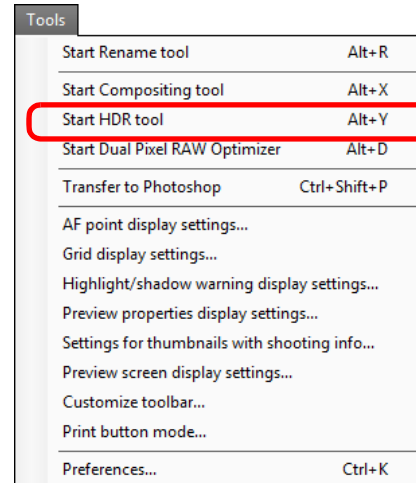 Tools
Start Rename tool Alt+R
Start Compositing tool Alt+X
Start HDR tool Alt+Y
Start Dual Pixel RAW Optimizer Alt+D
Transfer to Photoshop Ctrl+Shift+P
AF point display settings...
Grid display settings...
Highlight/shadow warning display settings...
Preview properties display settings...
Settings for thumbnails with shooting info...
Preview screen display settings...
Customize toolbar...
Print button mode...
Preferences... Ctrl+K